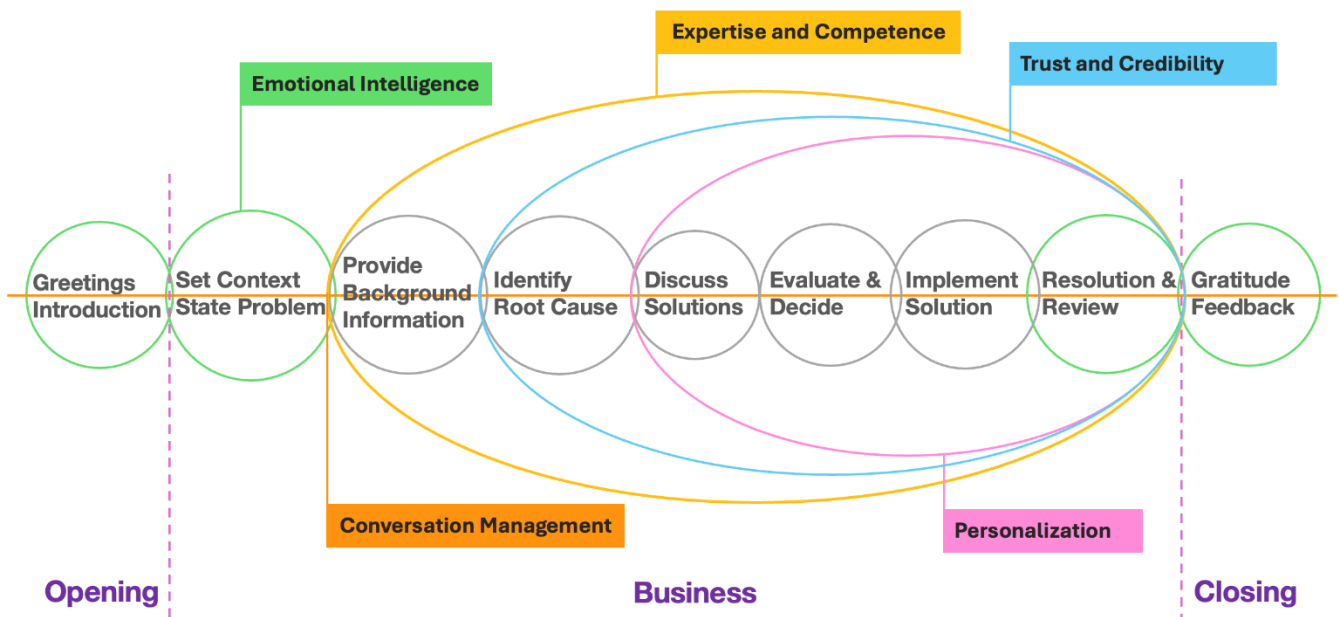 Expertise and Competence
Trust and Credibility
Emotional Intelligence
Greetings
Introduction
Set Context
State Problem
Provide
Background
Information
Identify
Root Cause
Discuss
Solutions
Evaluate &
Decide
Implement
Solution
Resolution &
Review
Gratitude
Feedback
Conversation Management
Personalization
Opening
Business
Closing